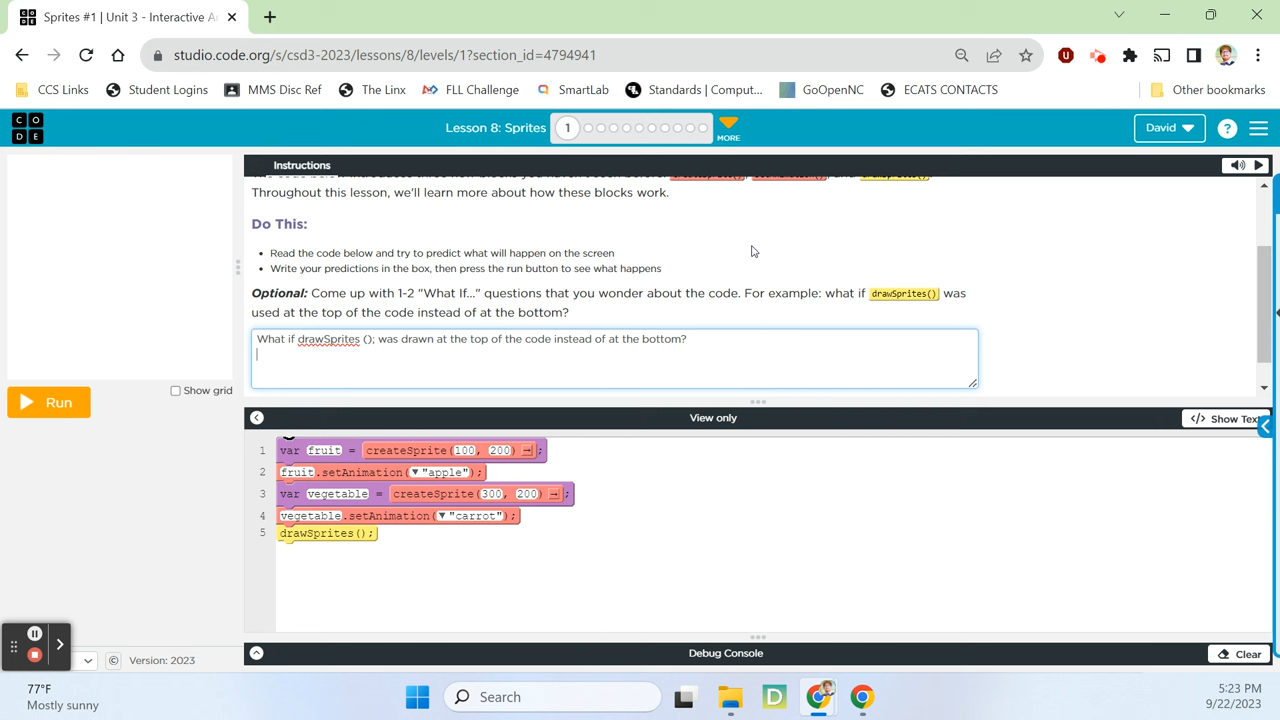 Sprites #1 | Unit 3 - Interactive Ar
studio.code.org/s/csd3-2023/lessons/8/levels/1?section_id=4794941
CCS Links
Student Logins
MMS Disc Ref
The Linx
FLL Challenge
SmartLab
Standards | Comput...
GoOpenNC
ECATS CONTACTS
Other bookmarks
CODE
Lesson 8: Sprites
1
MORE
David
?
Instructions
Throughout this lesson, we'll learn more about how these blocks work.
Do This:
• Read the code below and try to predict what will happen on the screen
• Write your predictions in the box, then press the run button to see what happens
Optional: Come up with 1-2 "What If..." questions that you wonder about the code. For example: what if drawSprites() was
used at the top of the code instead of at the bottom?
What if drawSprites (); was drawn at the top of the code instead of at the bottom?
Show grid
Run
View only
</> Show Text
1 var fruit = createSprite(100, 200);
2 fruit.setAnimation("apple");
3 var vegetable = createSprite(300, 200);
4 vegetable.setAnimation("carrot");
5 drawSprites();
Version: 2023
Debug Console
Clear
77°F
Mostly sunny
Search
D
5:23 PM
9/22/2023